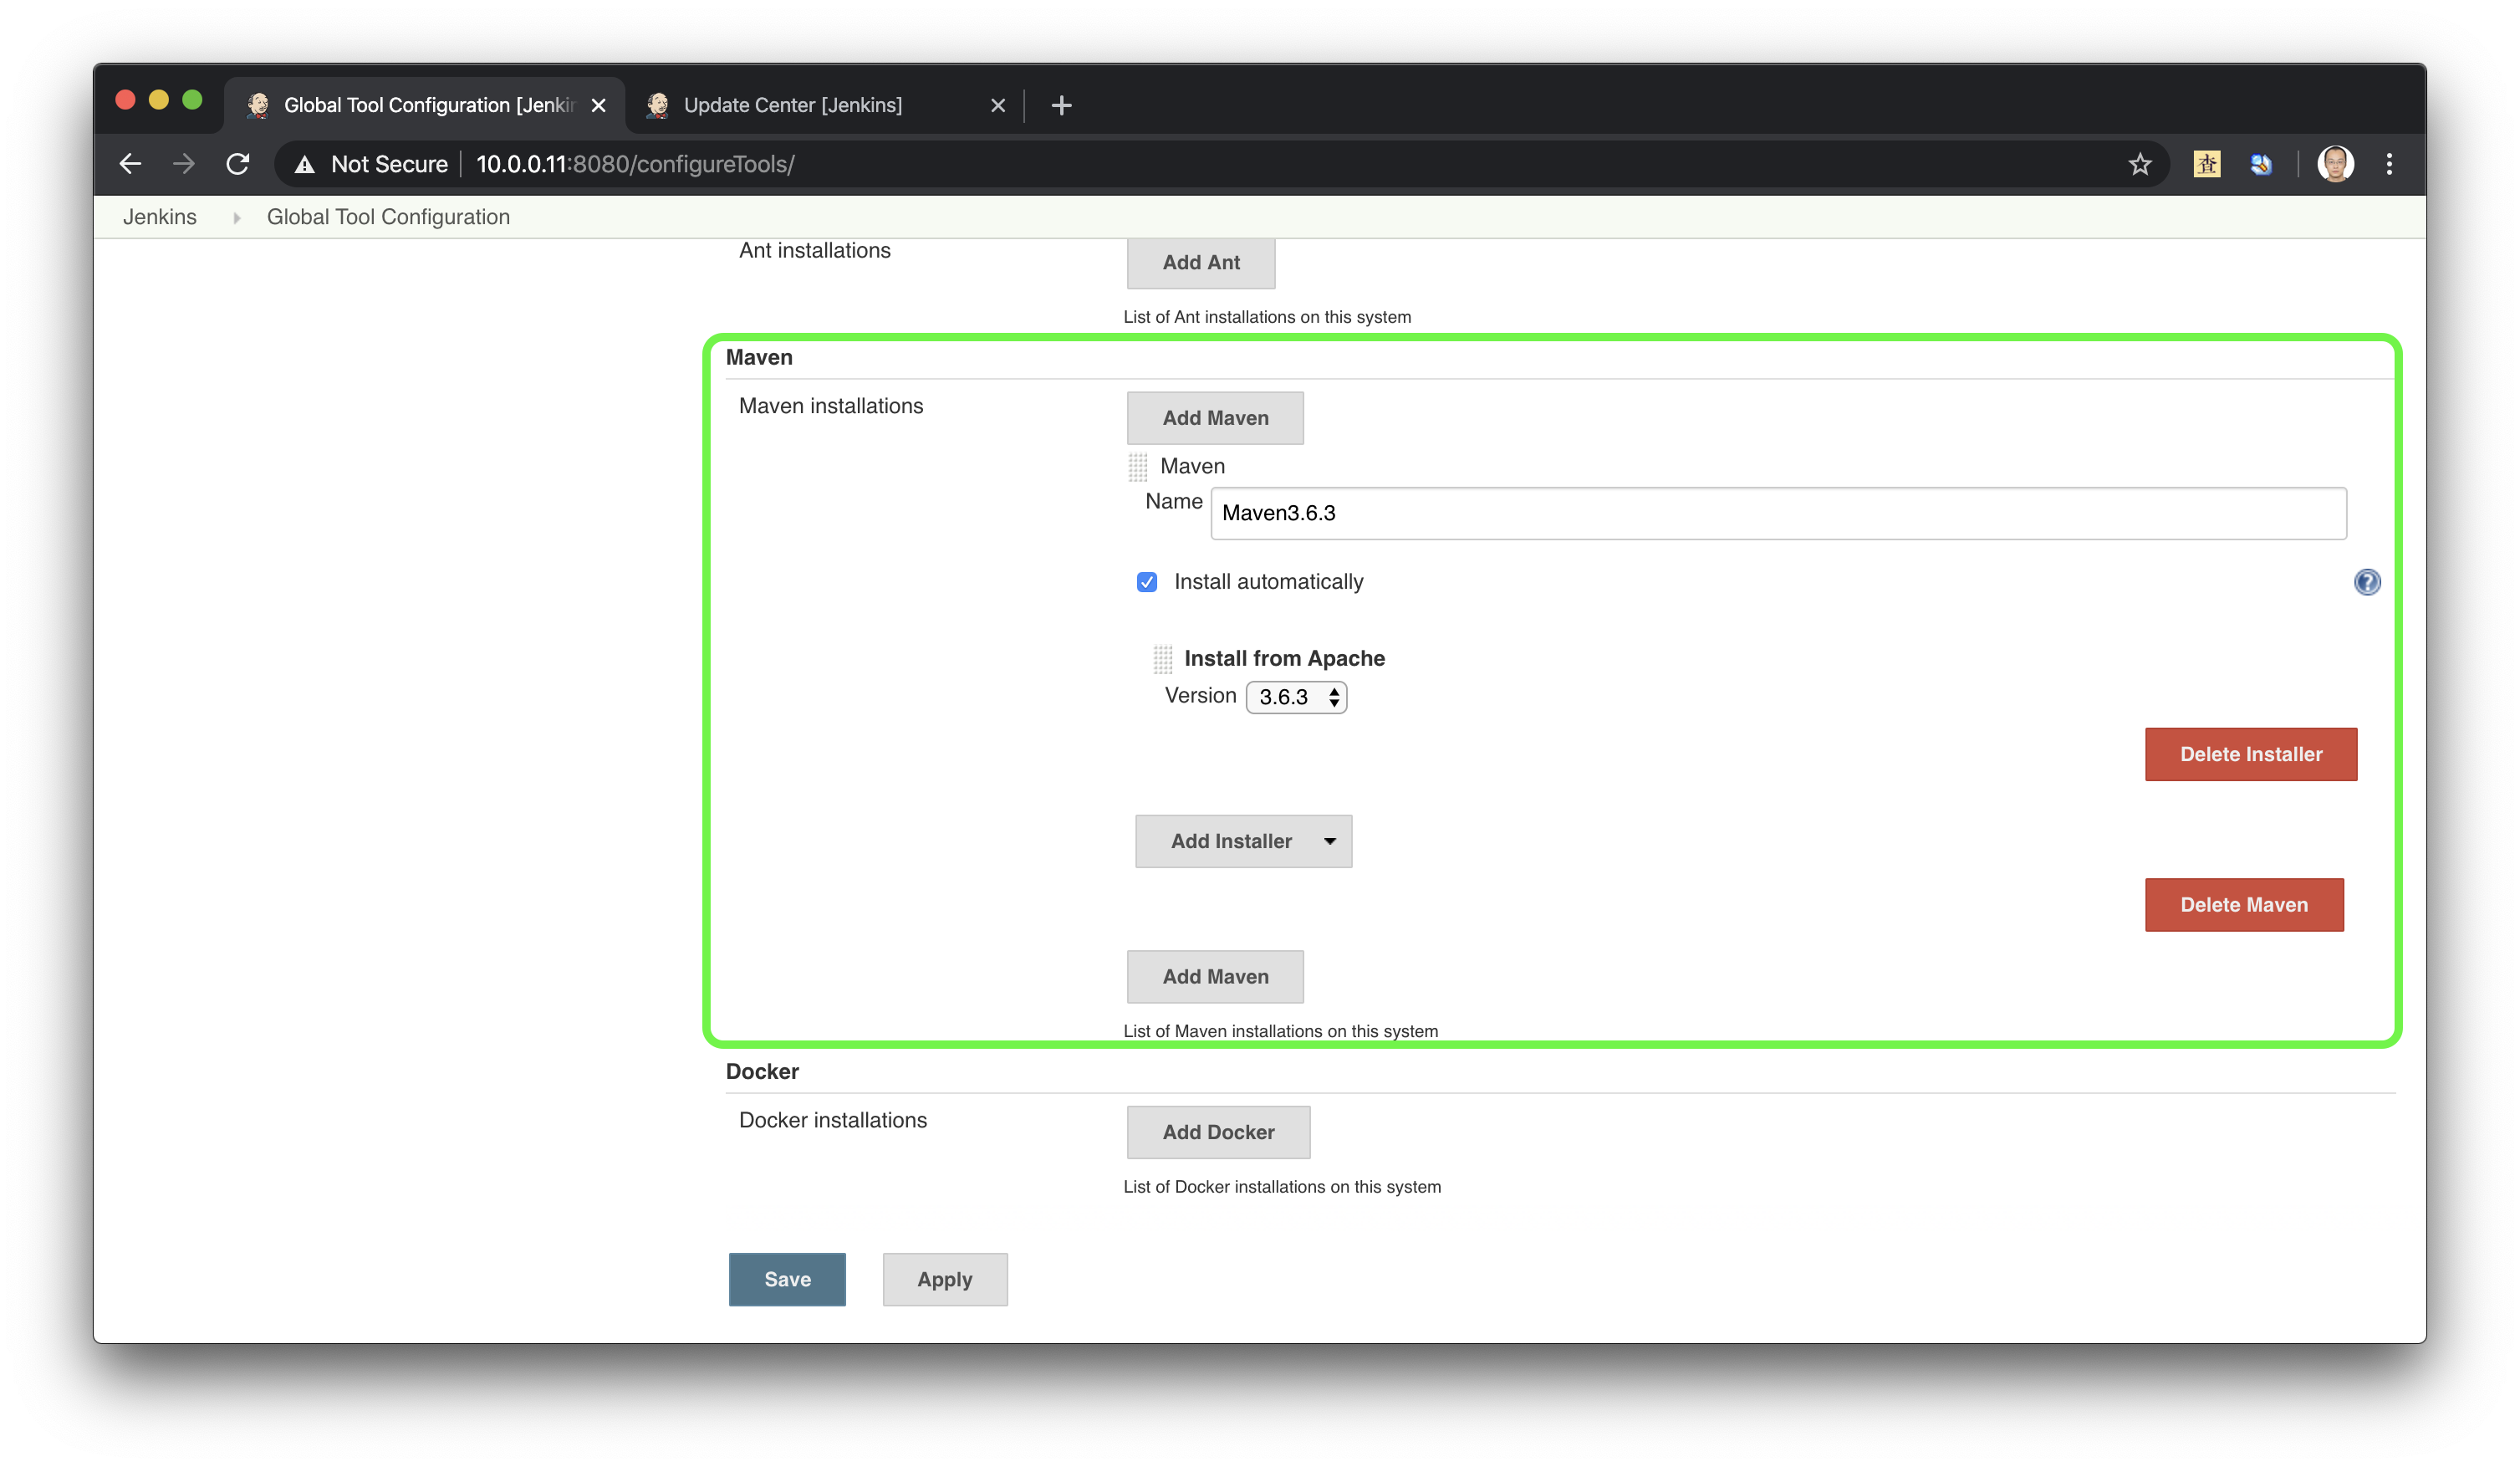 Global Tool Configuration [Jenkin
Update Center [Jenkins]
Not Secure
10.0.0.11:8080/configureTools/
查
Jenkins
Global Tool Configuration
Ant installations
Add Ant
List of Ant installations on this system
Maven
Maven installations
Add Maven
Maven
Name
Maven3.6.3
Install automatically
?
Install from Apache
Version
3.6.3
Delete Installer
Add Installer
Delete Maven
Add Maven
List of Maven installations on this system
Docker
Docker installations
Add Docker
List of Docker installations on this system
Save
Apply